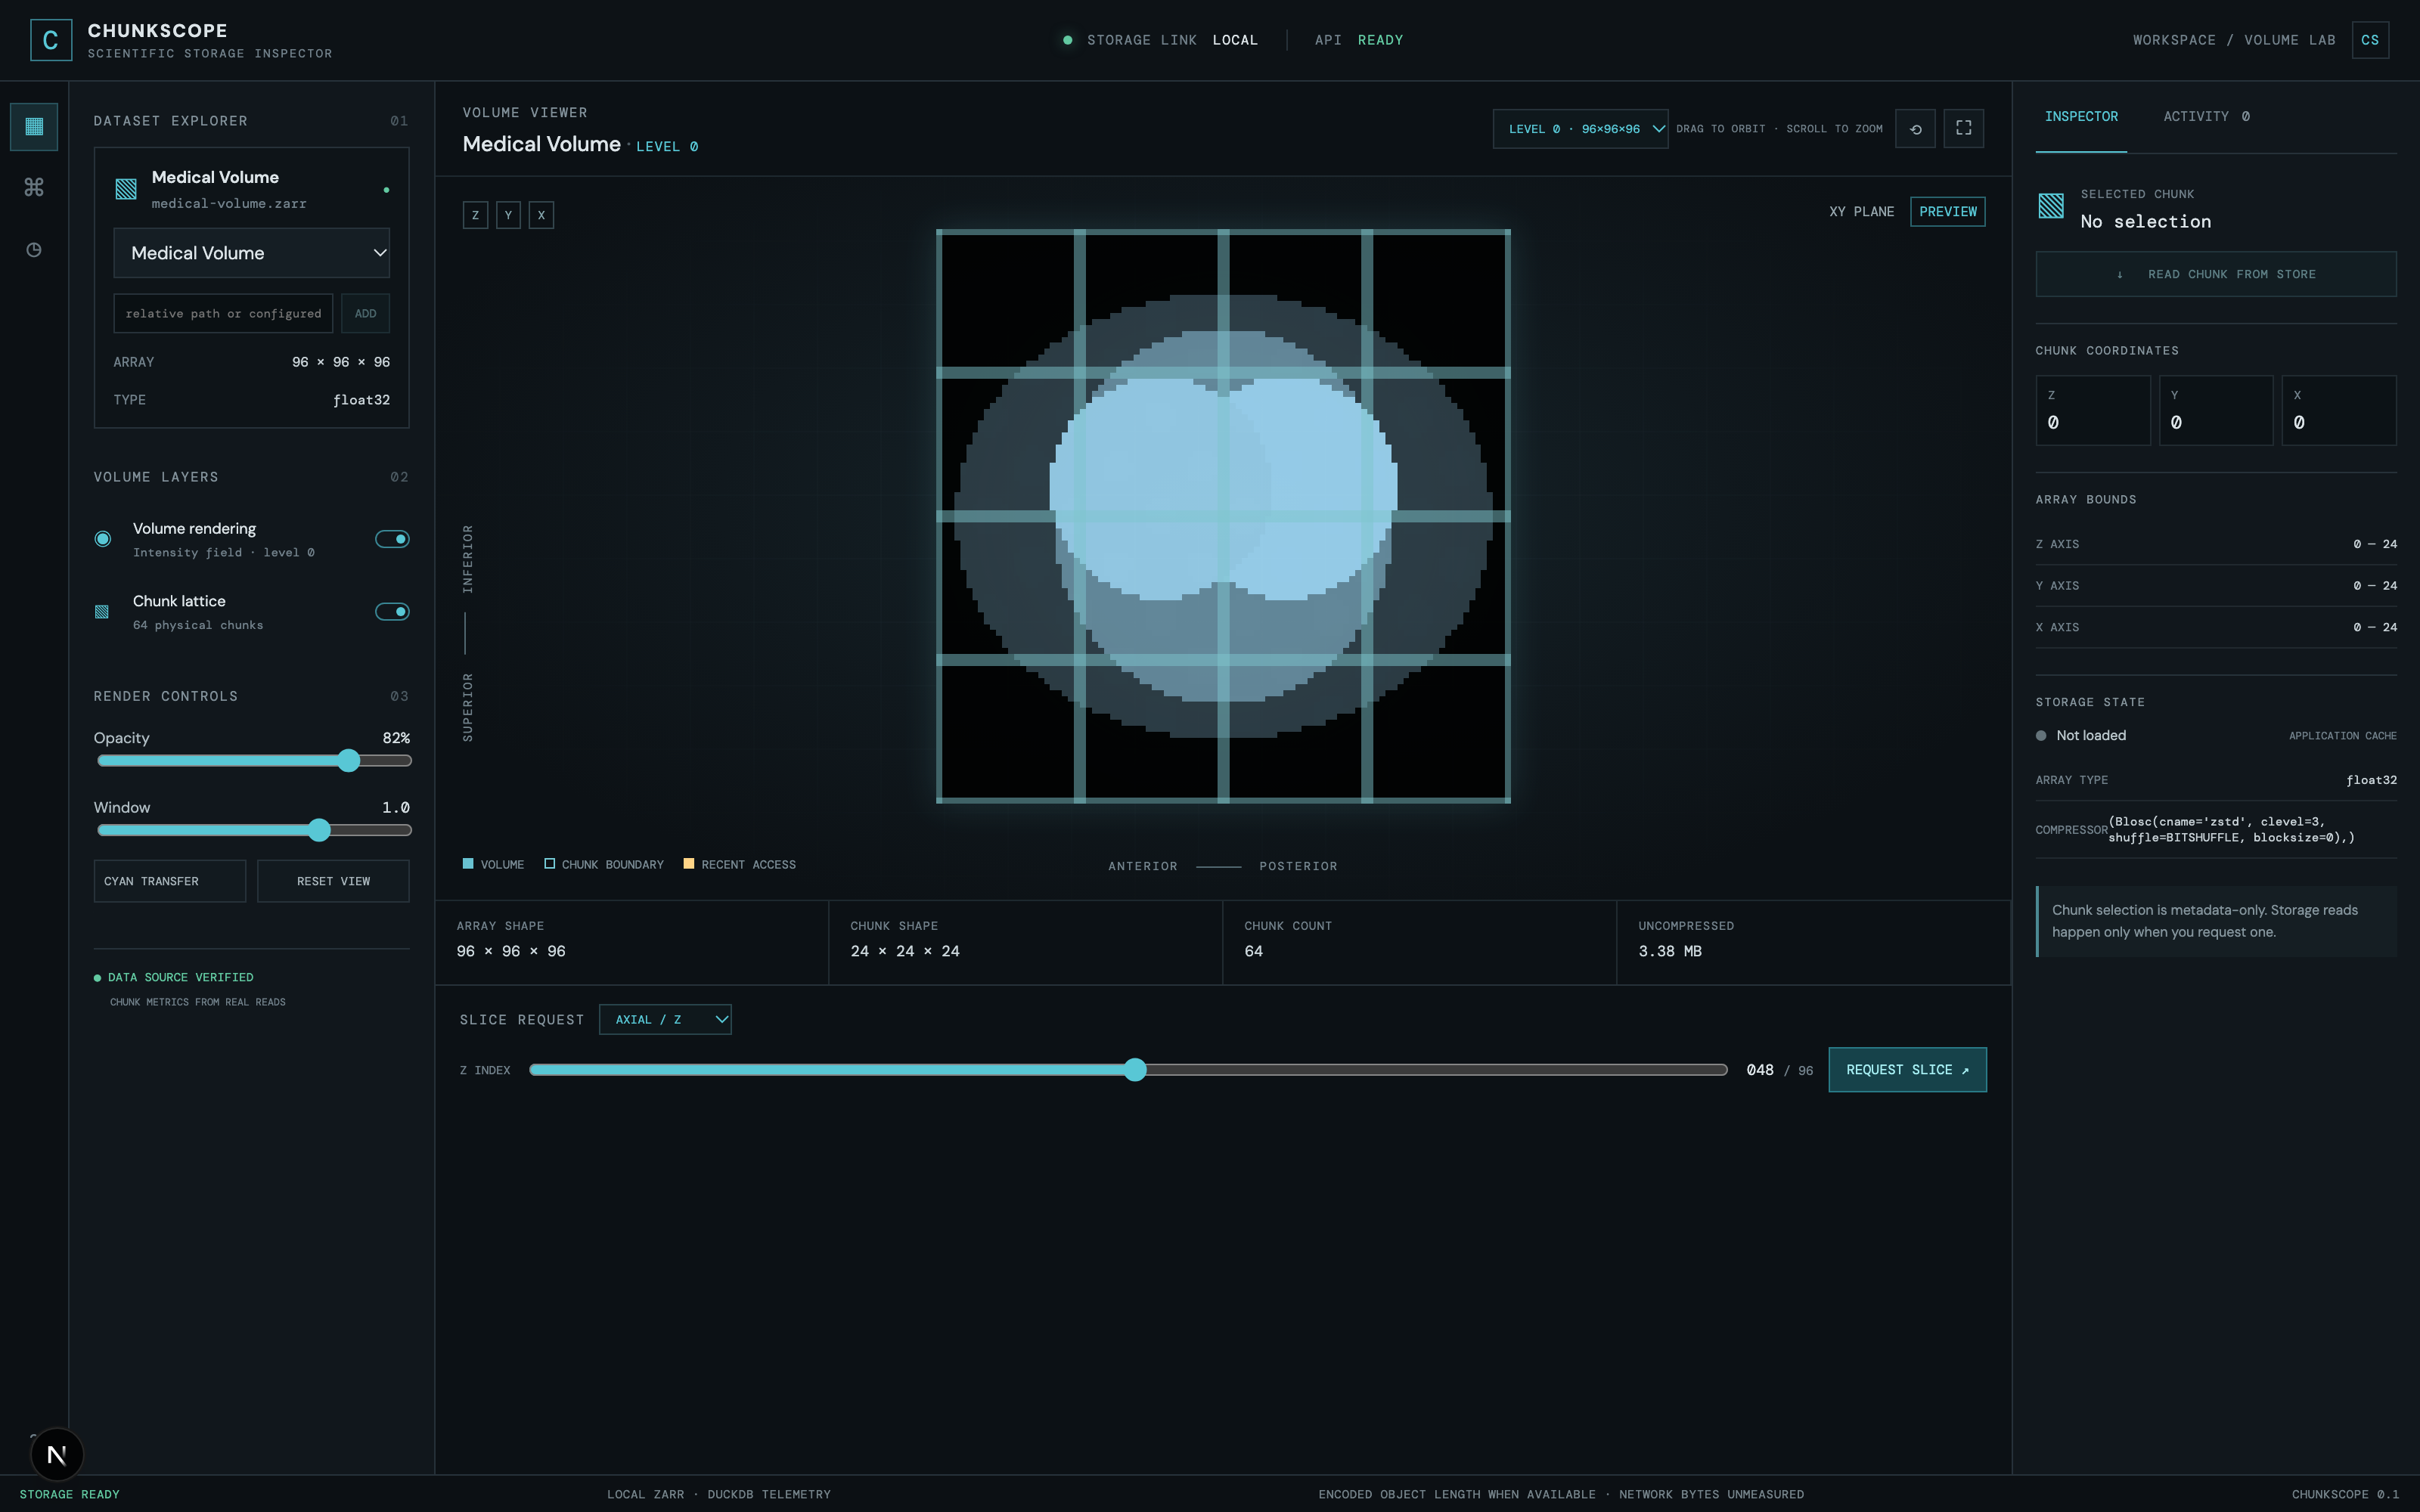 C
CHUNKSCOPE
SCIENTIFIC STORAGE INSPECTOR
STORAGE LINK LOCAL
API READY
WORKSPACE / VOLUME LAB CS
DATASET EXPLORER 01
Medical Volume
medical-volume.zarr
Medical Volume
relative path or configured ADD
ARRAY 96 × 96 × 96
TYPE float32
VOLUME LAYERS 02
Volume rendering
Intensity field · level 0
Chunk lattice
64 physical chunks
RENDER CONTROLS 03
Opacity 82%
Window 1.0
CYAN TRANSFER RESET VIEW
DATA SOURCE VERIFIED
CHUNK METRICS FROM REAL READS
N
VOLUME VIEWER
Medical Volume · LEVEL 0
LEVEL 0 · 96×96×96 DRAG TO ORBIT · SCROLL TO ZOOM
Z Y X
XY PLANE PREVIEW
SUPERIOR INFERIOR
VOLUME CHUNK BOUNDARY RECENT ACCESS
ANTERIOR POSTERIOR
ARRAY SHAPE
96 × 96 × 96
CHUNK SHAPE
24 × 24 × 24
CHUNK COUNT
64
UNCOMPRESSED
3.38 MB
SLICE REQUEST AXIAL / Z
Z INDEX 048 / 96 REQUEST SLICE ↗
INSPECTOR ACTIVITY 0
SELECTED CHUNK
No selection
↓ READ CHUNK FROM STORE
CHUNK COORDINATES
Z Y X
0 0 0
ARRAY BOUNDS
Z AXIS 0 — 24
Y AXIS 0 — 24
X AXIS 0 — 24
STORAGE STATE
Not loaded APPLICATION CACHE
ARRAY TYPE float32
COMPRESSOR (Blosc(cname='zstd', clevel=3,
shuffle=BITSHUFFLE, blocksize=0),)
Chunk selection is metadata-only. Storage reads
happen only when you request one.
STORAGE READY
LOCAL ZARR · DUCKDB TELEMETRY
ENCODED OBJECT LENGTH WHEN AVAILABLE · NETWORK BYTES UNMEASURED
CHUNKSCOPE 0.1